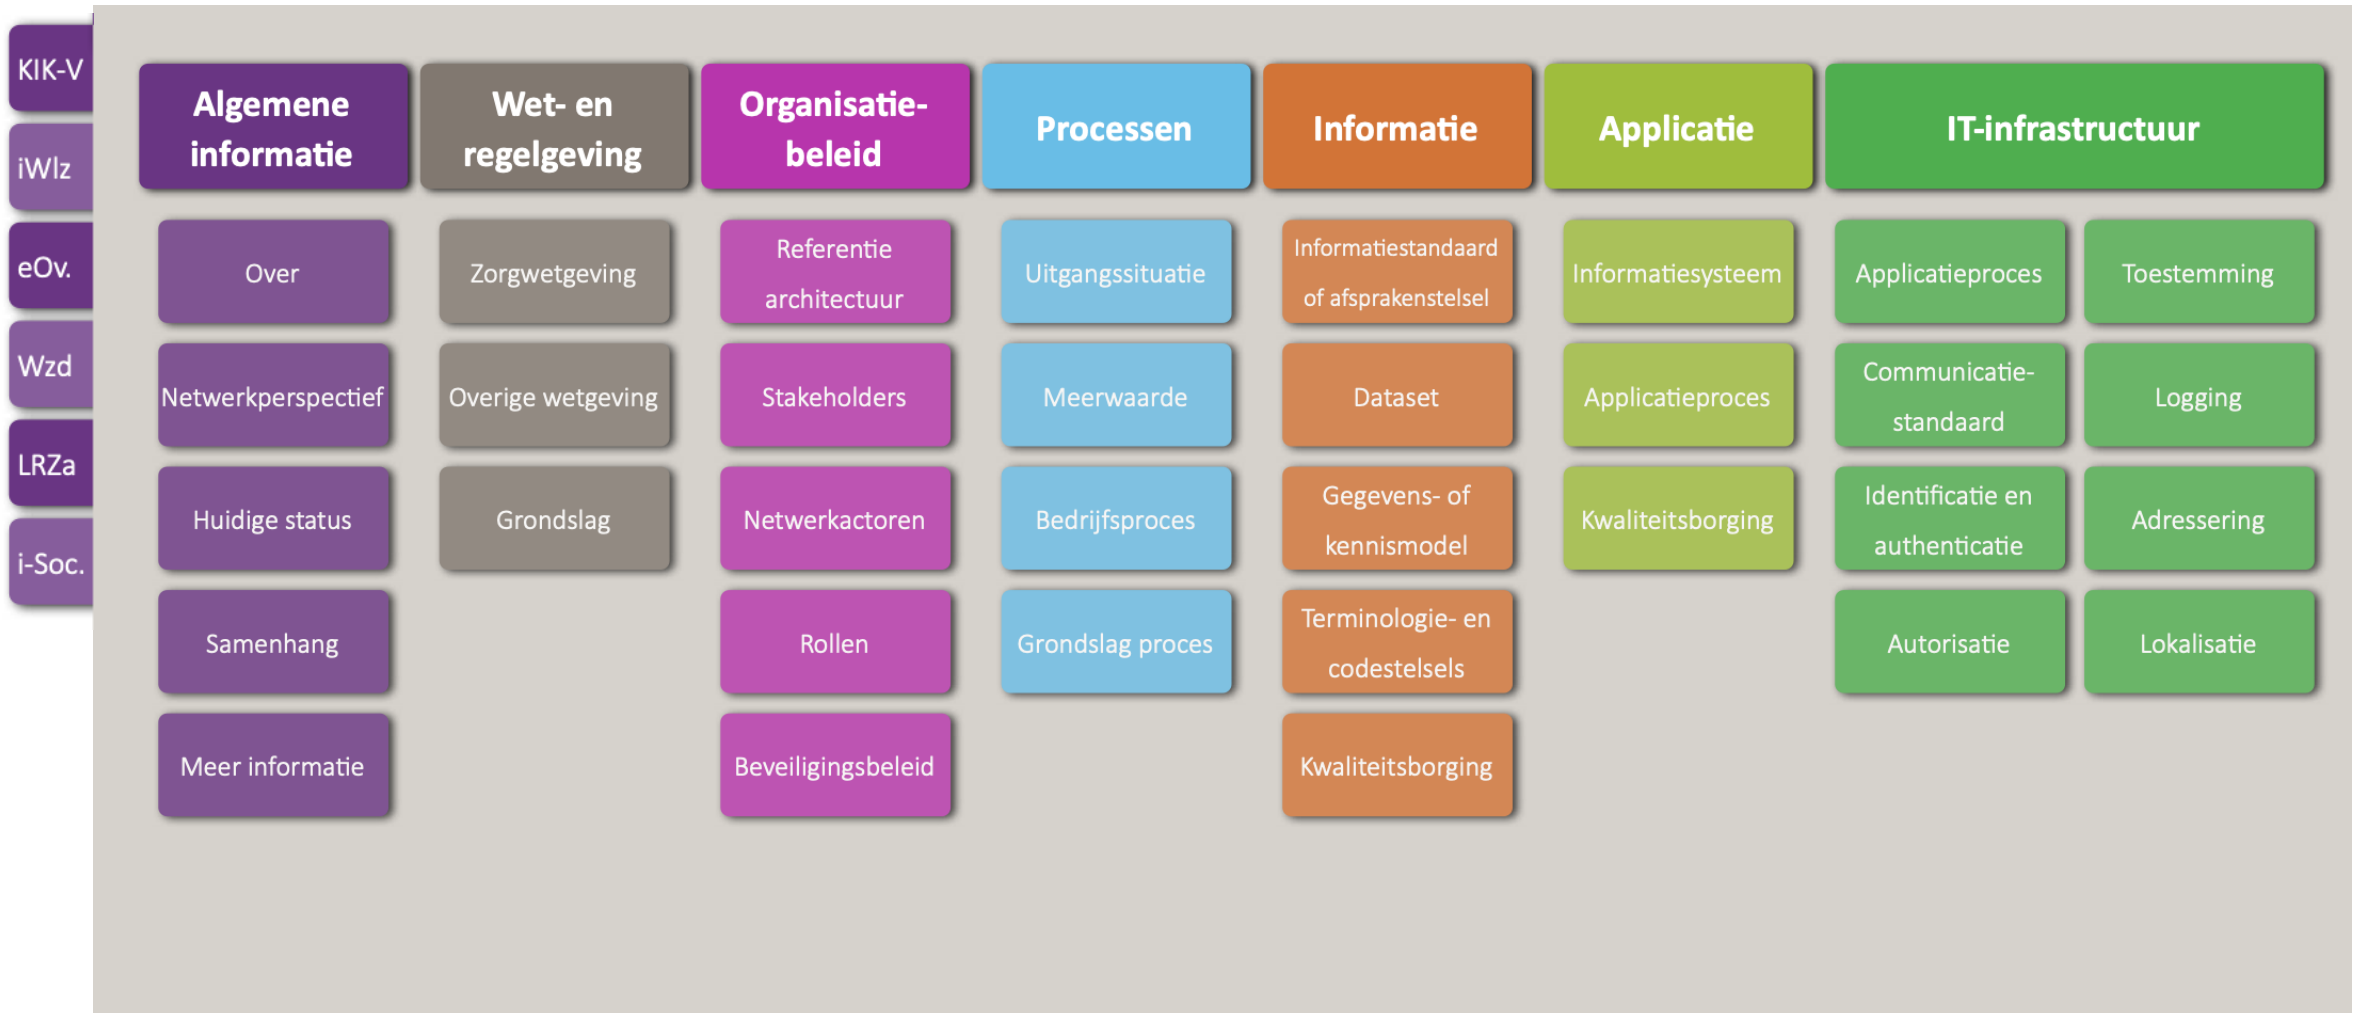 KIK-V
iWlz
eOv.
Wzd
LRZa
i-Soc.
Algemene
informatie
Over
Netwerkperspectief
Huidige status
Samenhang
Meer informatie
Wet- en
regelgeving
Zorgwetgeving
Overige wetgeving
Grondslag
Organisatie-
beleid
Referentie
architectuur
Stakeholders
Netwerkactoren
Rollen
Beveiligingsbeleid
Processen
Uitgangssituatie
Meerwaarde
Bedrijfsproces
Grondslag proces
Informatie
Informatiestandaard
of afsprakenstelsel
Dataset
Gegevens- of
kennismodel
Terminologie- en
codestelsels
Kwaliteitsborging
Applicatie
Informatiesysteem
Applicatieproces
Kwaliteitsborging
IT-infrastructuur
Applicatieproces
Communicatie-
standaard
Identificatie en
authenticatie
Autorisatie
Toestemming
Logging
Adressering
Lokalisatie